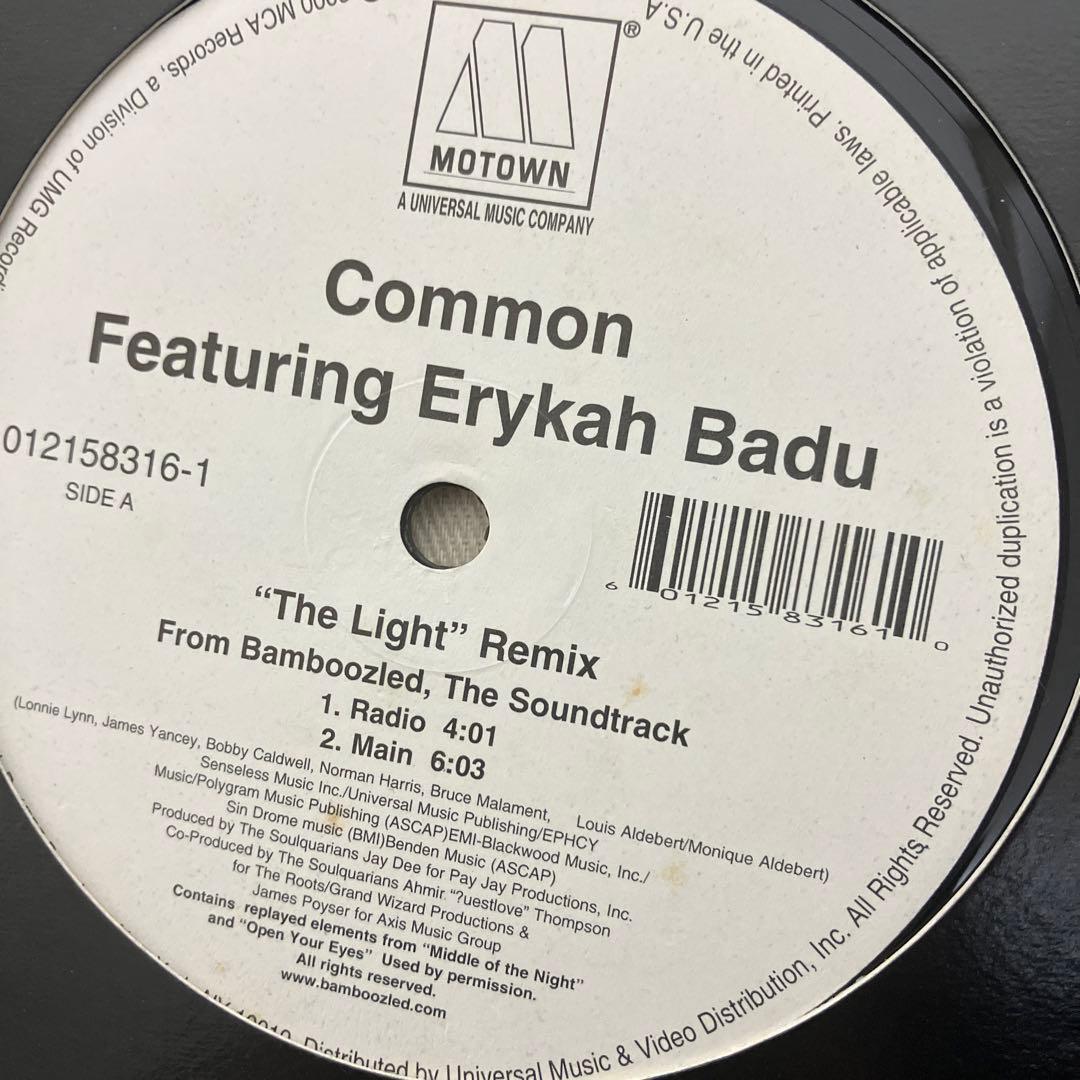 MOTOWN
®
A UNIVERSAL MUSIC COMPANY
Common
Featuring Erykah Badu
012158316-1
SIDE A
6 01215 83161 0
"The Light" Remix
From Bamboozled, The Soundtrack
1. Radio 4:01
2. Main 6:03
(Lonnie Lynn, James Yancey, Bobby Caldwell, Norman Harris, Bruce Malament, Louis Aldebert/Monique Aldebert)
Senseless Music Inc./Universal Music Publishing/EPHCY
Music/Polygram Music Publishing (ASCAP)EMI-Blackwood Music, Inc./
Sin Drome music (BMI)Benden Music (ASCAP)
Produced by The Soulquarians Jay Dee for Pay Jay Productions, Inc.
Co-Produced by The Soulquarians Ahmir "?uestlove" Thompson
for The Roots/Grand Wizard Productions &
James Poyser for Axis Music Group
Contains replayed elements from "Middle of the Night"
and "Open Your Eyes" Used by permission.
All rights reserved.
www.bamboozled.com
MCA Records, a Division of UMG
Distributed by Universal Music & Video Distribution, Inc. All Rights Reserved. Unauthorized duplication is a violation of applicable laws. Printed in the U.S.A